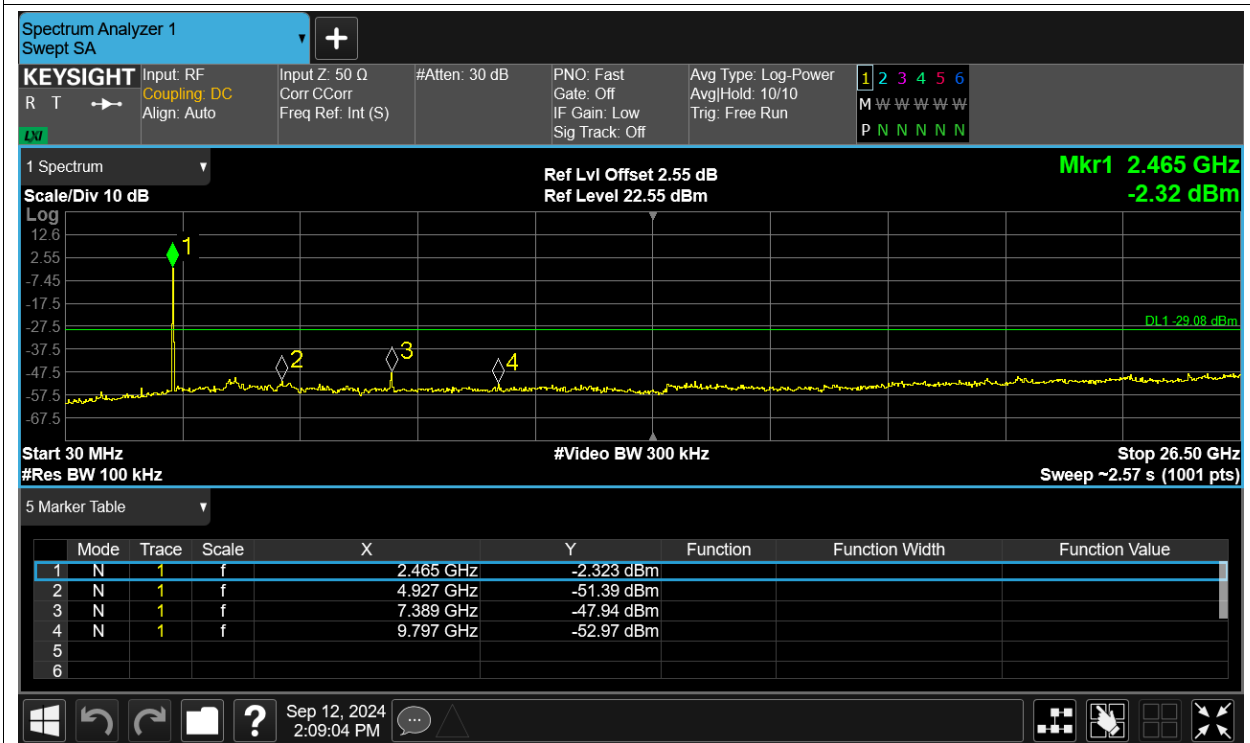 Spectrum Analyzer 1
Swept SA
KEYSIGHT
R T
LXI
Input: RF
Coupling: DC
Align: Auto
Input Z: 50 Ω
Corr CCorr
Freq Ref: Int (S)
#Atten: 30 dB
PNO: Fast
Gate: Off
IF Gain: Low
Sig Track: Off
Avg Type: Log-Power
Avg|Hold: 10/10
Trig: Free Run
1 2 3 4 5 6
M W W W W W
P N N N N N
1 Spectrum
Scale/Div 10 dB
Ref Lvl Offset 2.55 dB
Ref Level 22.55 dBm
Mkr1 2.465 GHz
-2.32 dBm
Log
12.6
2.55
-7.45
-17.5
-27.5
-37.5
-47.5
-57.5
-67.5
1
2
3
4
DL1 -29.08 dBm
Start 30 MHz
#Res BW 100 kHz
#Video BW 300 kHz
Stop 26.50 GHz
Sweep ~2.57 s (1001 pts)
5 Marker Table
Mode Trace Scale X Y Function Function Width Function Value
1 N 1 f 2.465 GHz -2.323 dBm
2 N 1 f 4.927 GHz -51.39 dBm
3 N 1 f 7.389 GHz -47.94 dBm
4 N 1 f 9.797 GHz -52.97 dBm
5
6
?
Sep 12, 2024
2:09:04 PM